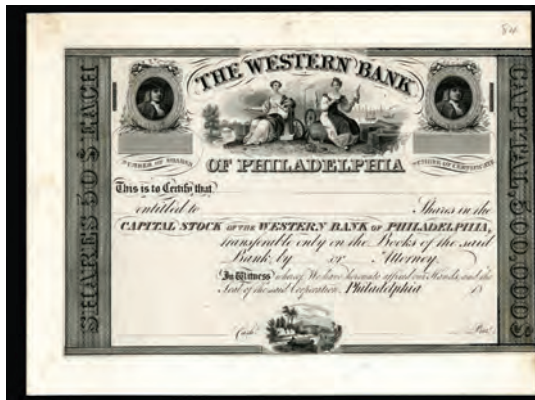 84
THE WESTERN BANK
OF PHILADELPHIA
NUMBER OF SHARES
NUMBER OF CERTIFICATE
SHARES 50 $ EACH
CAPITAL 500,000 $
This is to Certify that
entitled to Shares in the
CAPITAL STOCK OF THE WESTERN BANK OF PHILADELPHIA,
transferable only on the Books of the said
Bank by or Attorney.
In Witness whereof We have hereunto affixed our Hands, and the
Seal of the said Corporation, Philadelphia 18
Cash.r Pres.t